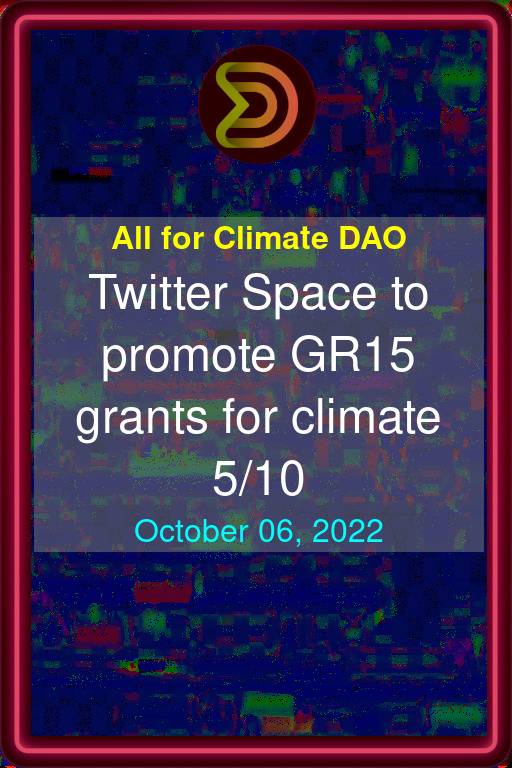 All for Climate DAO
Twitter Space to
promote GR15
grants for climate
5/10
October 06, 2022